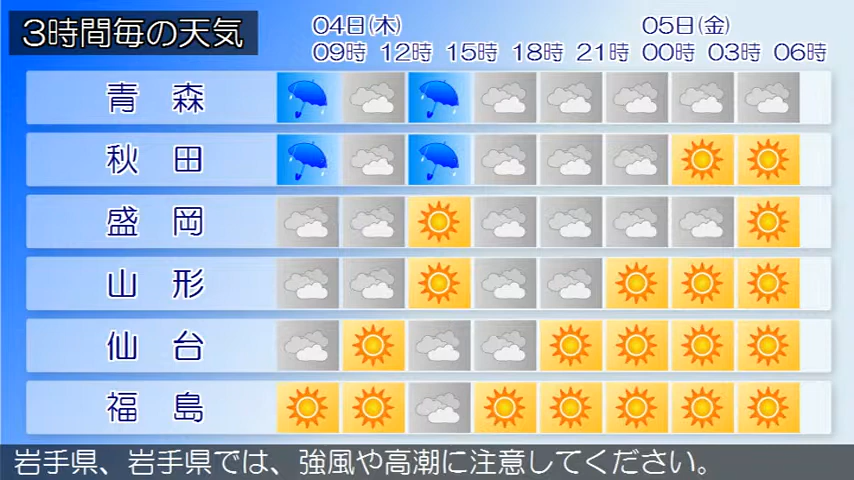 3時間毎の天気
04日(木) 05日(金)
09時 12時 15時 18時 21時 00時 03時 06時
青森
秋田
盛岡
山形
仙台
福島
岩手県、岩手県では、強風や高潮に注意してください。